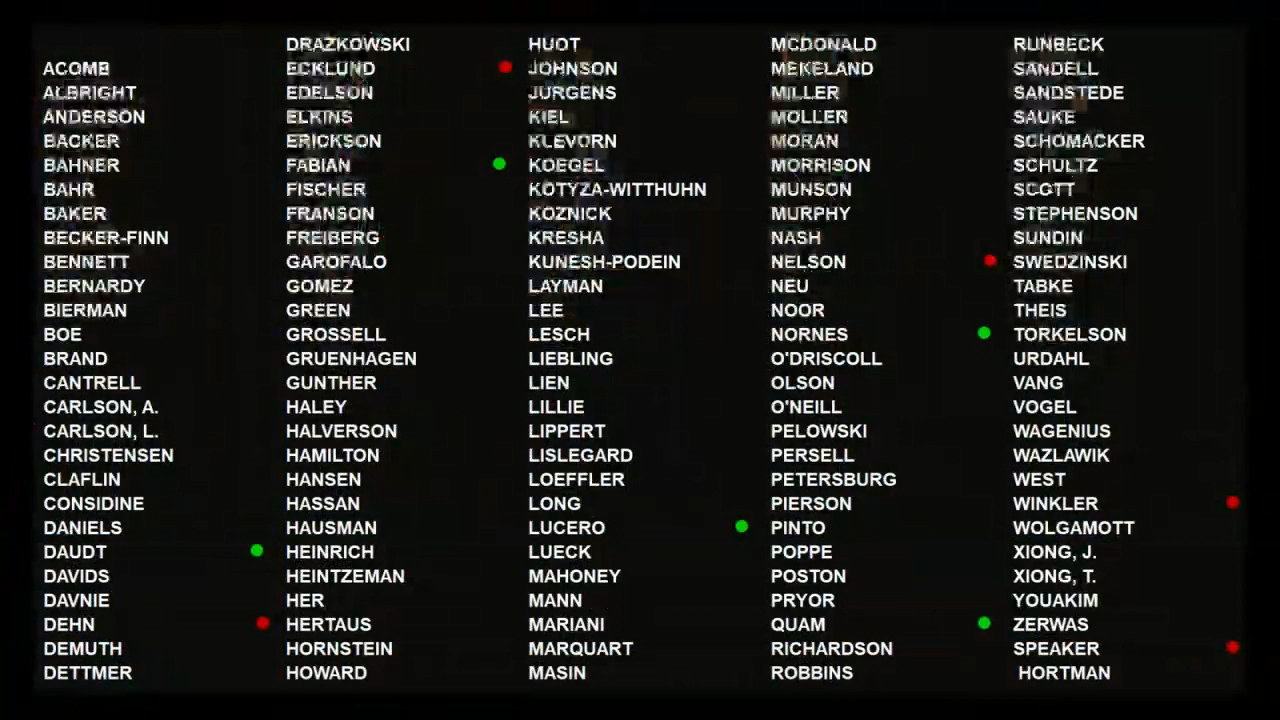 ACOMB
ALBRIGHT
ANDERSON
BACKER
BAHNER
BAHR
BAKER
BECKER-FINN
BENNETT
BERNARDY
BIERMAN
BOE
BRAND
CANTRELL
CARLSON, A.
CARLSON, L.
CHRISTENSEN
CLAFLIN
CONSIDINE
DANIELS
DAUDT
DAVIDS
DAVNIE
DEHN
DEMUTH
DETTMER
DRAZKOWSKI
ECKLUND
EDELSON
ELKINS
ERICKSON
FABIAN
FISCHER
FRANSON
FREIBERG
GAROFALO
GOMEZ
GREEN
GROSSELL
GRUENHAGEN
GUNTHER
HALEY
HALVERSON
HAMILTON
HANSEN
HASSAN
HAUSMAN
HEINRICH
HEINTZEMAN
HER
HERTAUS
HORNSTEIN
HOWARD
HUOT
JOHNSON
JURGENS
KIEL
KLEVORN
KOEGEL
KOTYZA-WITTHUHN
KOZNICK
KRESHA
KUNESH-PODEIN
LAYMAN
LEE
LESCH
LIEBLING
LIEN
LILLIE
LIPPERT
LISLEGARD
LOEFFLER
LONG
LUCERO
LUECK
MAHONEY
MANN
MARIANI
MARQUART
MASIN
MCDONALD
MEKELAND
MILLER
MOLLER
MORAN
MORRISON
MUNSON
MURPHY
NASH
NELSON
NEU
NOOR
NORNES
O'DRISCOLL
OLSON
O'NEILL
PELOWSKI
PERSELL
PETERSBURG
PIERSON
PINTO
POPPE
POSTON
PRYOR
QUAM
RICHARDSON
ROBBINS
RUNBECK
SANDELL
SANDSTEDE
SAUKE
SCHOMACKER
SCHULTZ
SCOTT
STEPHENSON
SUNDIN
SWEDZINSKI
TABKE
THEIS
TORKELSON
URDAHL
VANG
VOGEL
WAGENIUS
WAZLAWIK
WEST
WINKLER
WOLGAMOTT
XIONG, J.
XIONG, T.
YOUAKIM
ZERWAS
SPEAKER
HORTMAN